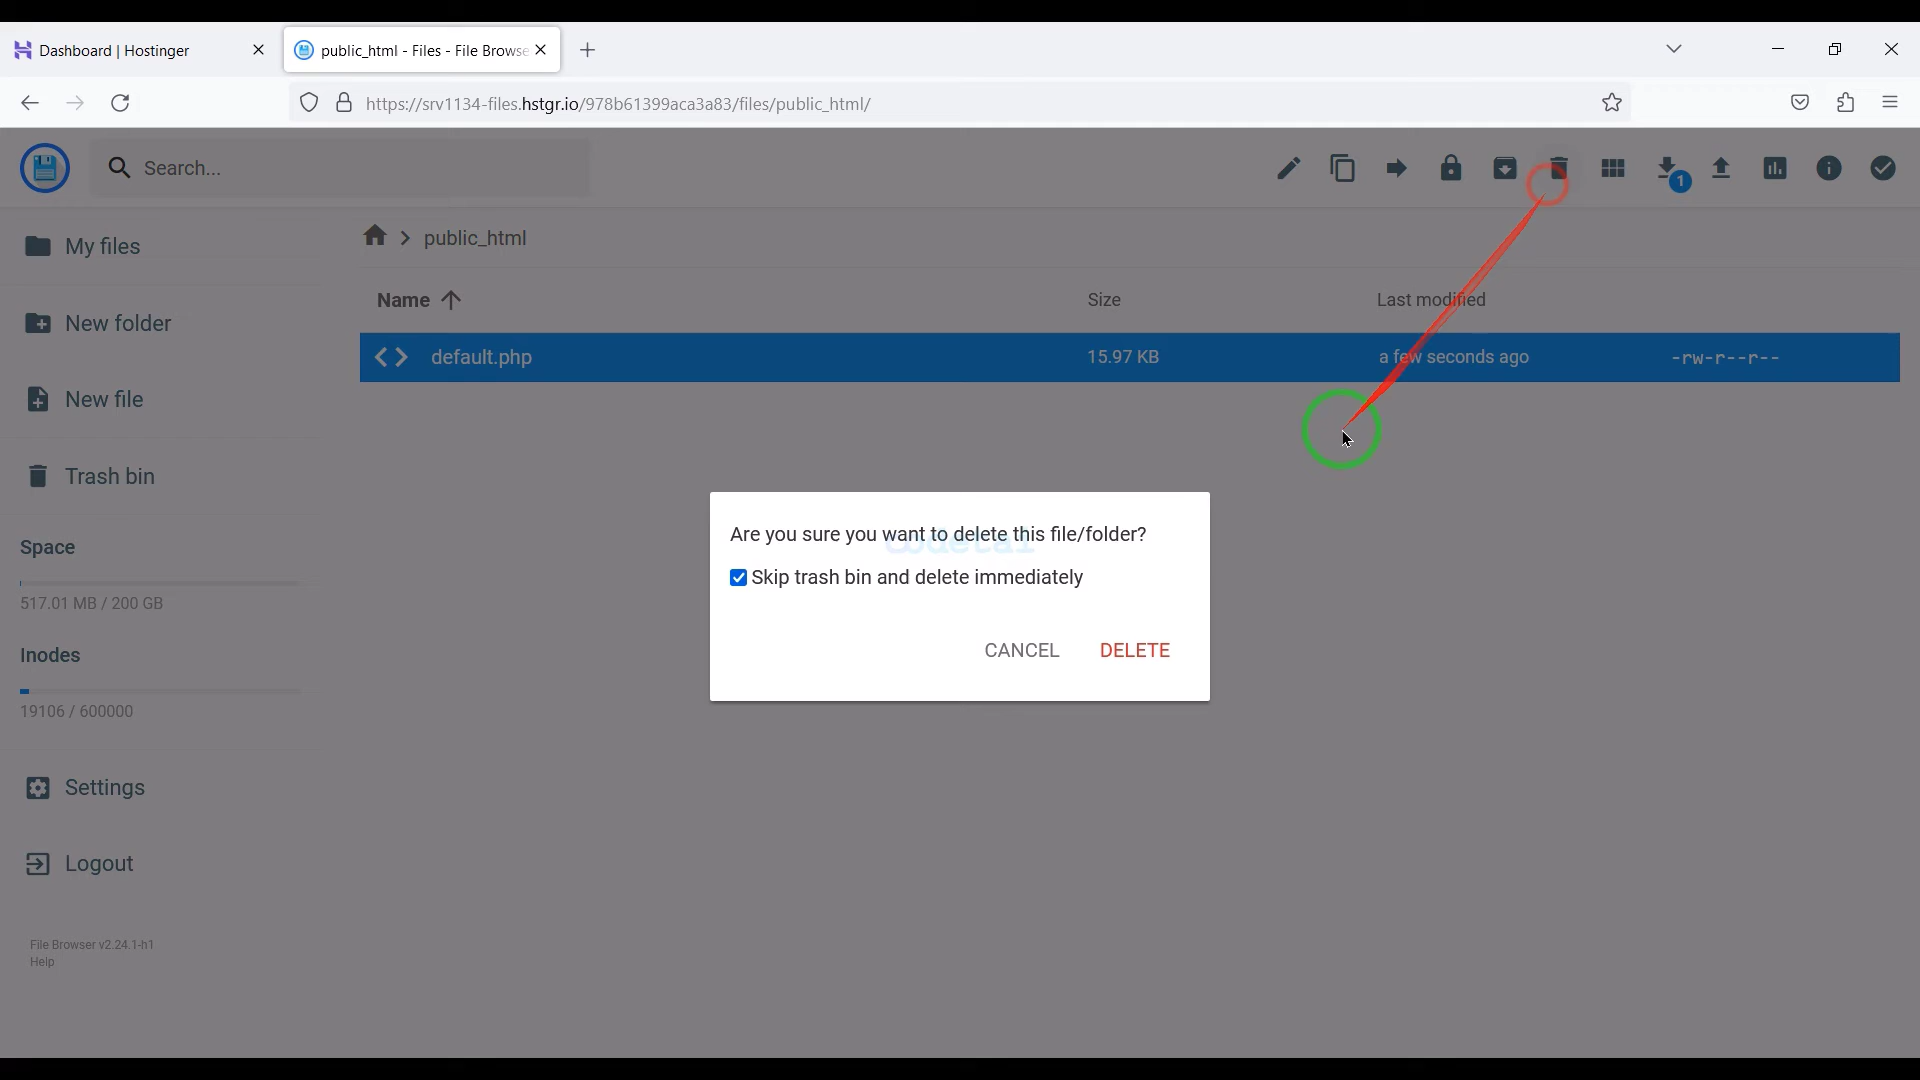 Dashboard | Hostinger
public_html - Files - File Browse
https://srv1134-files.hstgr.io/978b61399aca3a83/files/public_html/
Search...
1
My files
public_html
Name
Size
Last modified
New folder
default.php
15.97 KB
a few seconds ago
-rw-r--r--
New file
Trash bin
Are you sure you want to delete this file/folder?
Skip trash bin and delete immediately
CANCEL
DELETE
Space
517.01 MB / 200 GB
Inodes
19106 / 600000
Settings
Logout
File Browser v2.24.1-h1
Help